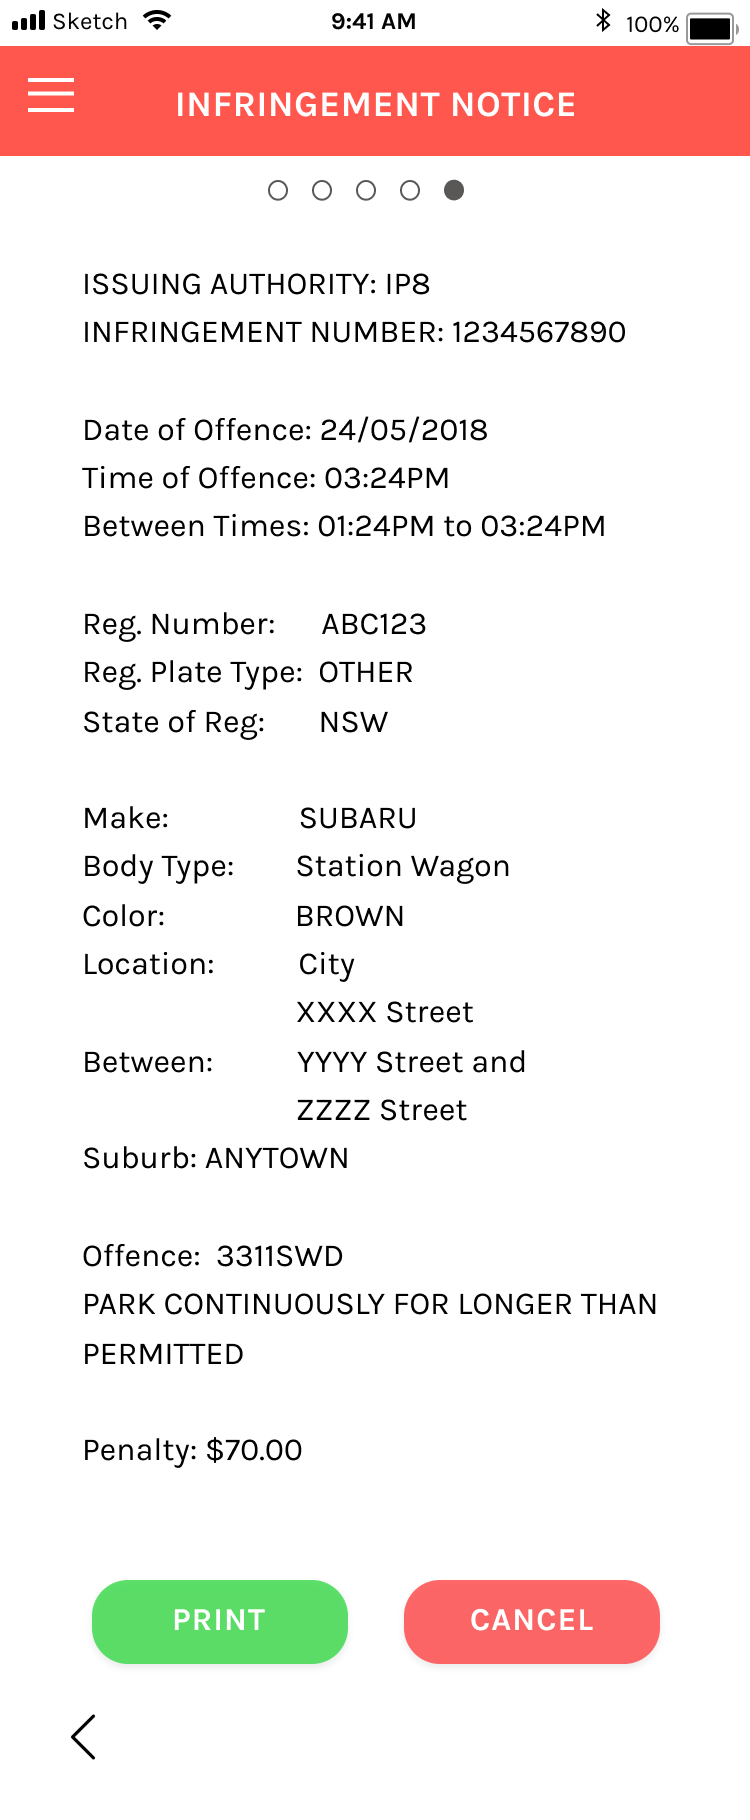 Sketch 9:41 AM 100%
INFRINGEMENT NOTICE
ISSUING AUTHORITY: IP8
INFRINGEMENT NUMBER: 1234567890
Date of Offence: 24/05/2018
Time of Offence: 03:24PM
Between Times: 01:24PM to 03:24PM
Reg. Number: ABC123
Reg. Plate Type: OTHER
State of Reg: NSW
Make: SUBARU
Body Type: Station Wagon
Color: BROWN
Location: City
XXXX Street
Between: YYYY Street and
ZZZZ Street
Suburb: ANYTOWN
Offence: 3311SWD
PARK CONTINUOUSLY FOR LONGER THAN
PERMITTED
Penalty: $70.00
PRINT CANCEL